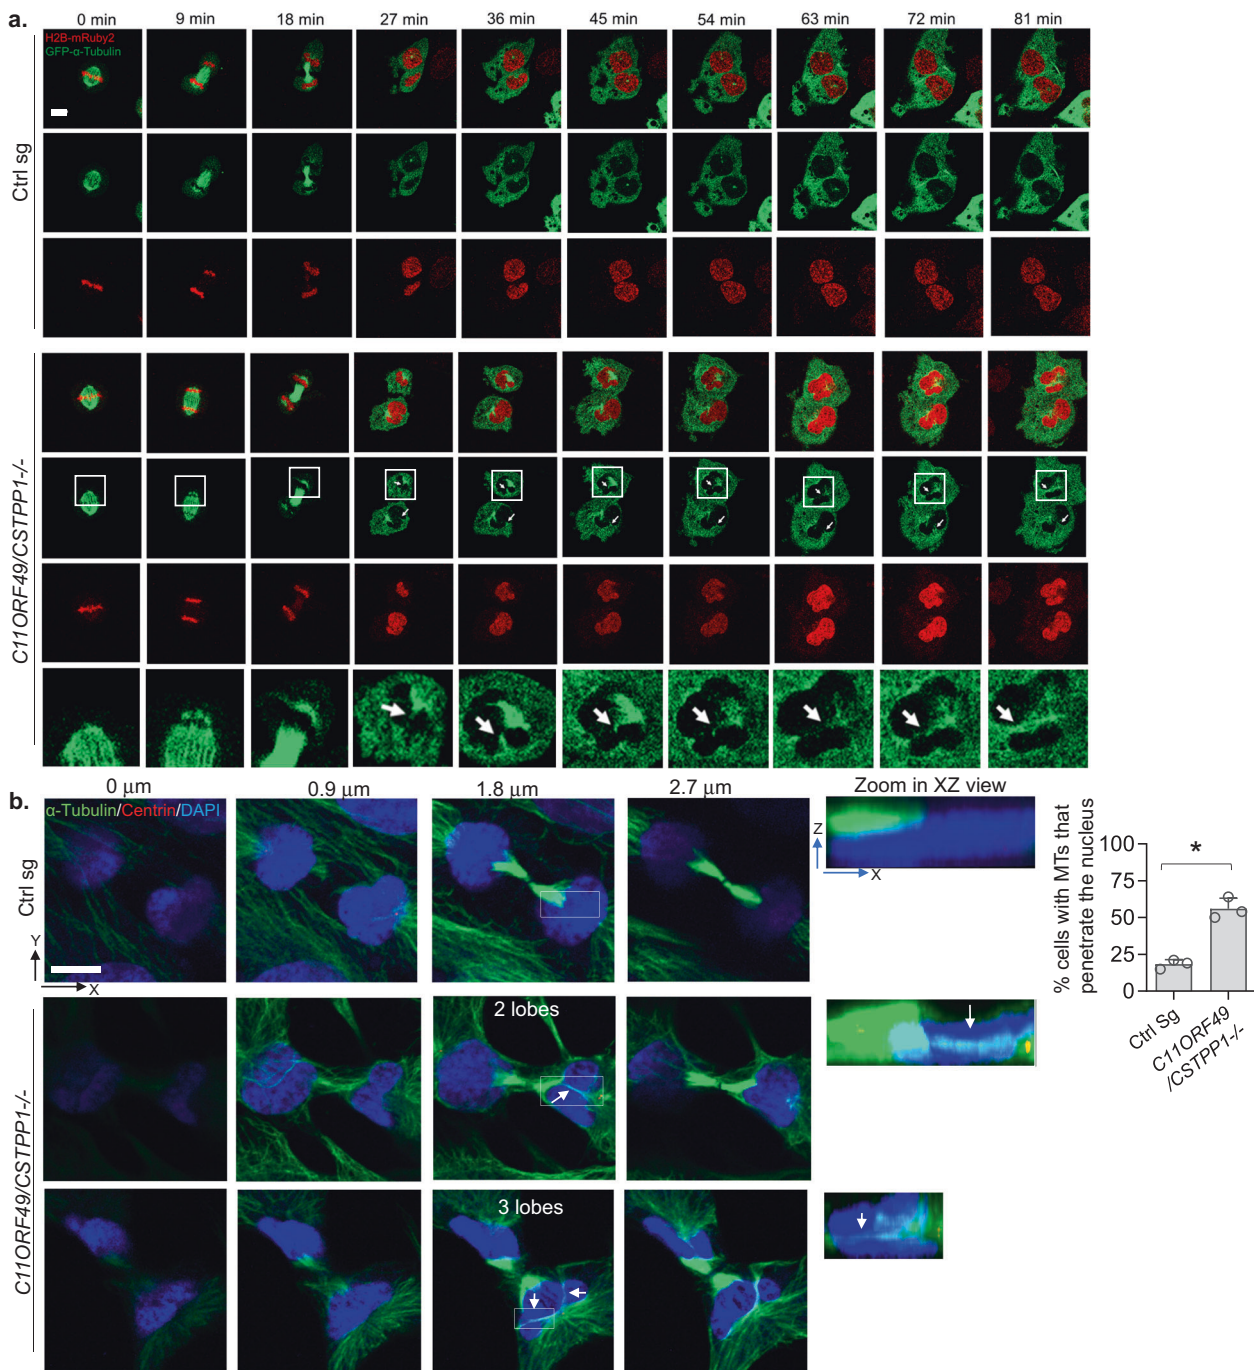 a.
0 min 9 min 18 min 27 min 36 min 45 min 54 min 63 min 72 min 81 min
H2B-mRuby2
GFP-α-Tubulin
Ctrl sg
C11ORF49/CSTPP1-/-
b.
0 μm 0.9 μm 1.8 μm 2.7 μm Zoom in XZ view
α-Tubulin/Centrin/DAPI
Ctrl sg
Y
X
Z
X
% cells with MTs that
penetrate the nucleus
100
75
50
25
0
*
Ctrl Sg
C11ORF49
/CSTPP1-/-
C11ORF49/CSTPP1-/-
2 lobes
3 lobes